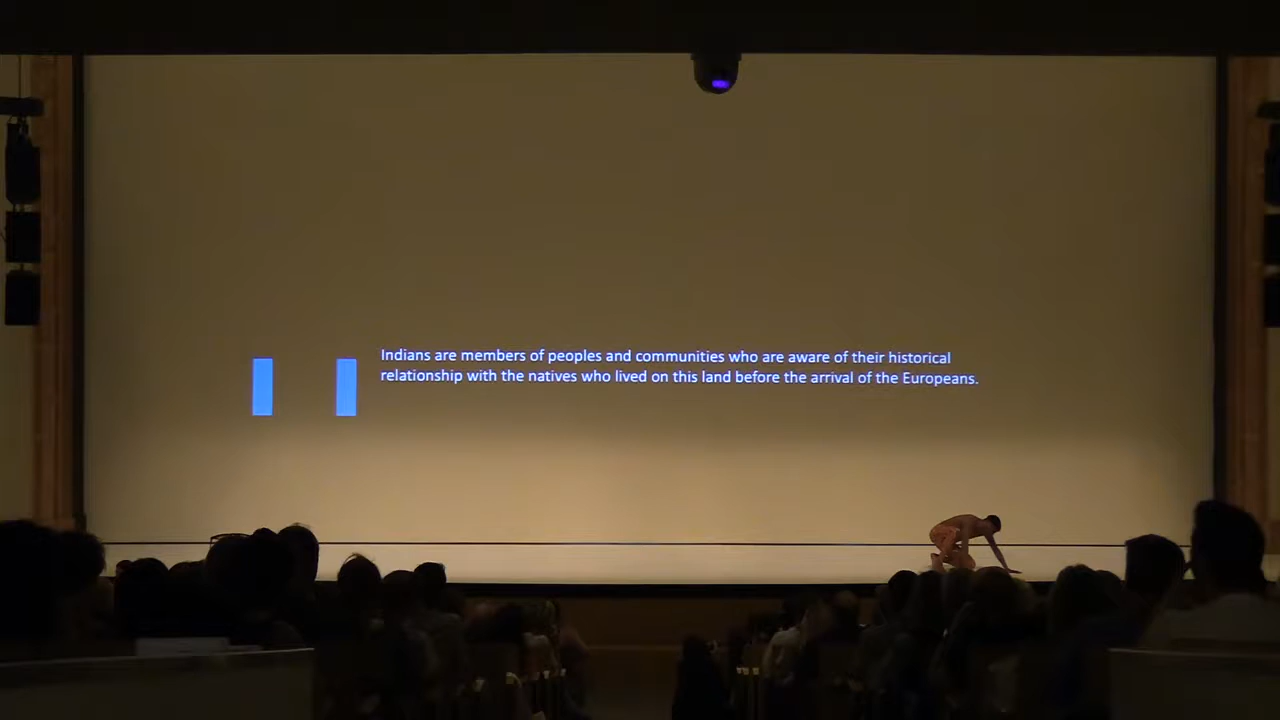 Indians are members of peoples and communities who are aware of their historical
relationship with the natives who lived on this land before the arrival of the Europeans.